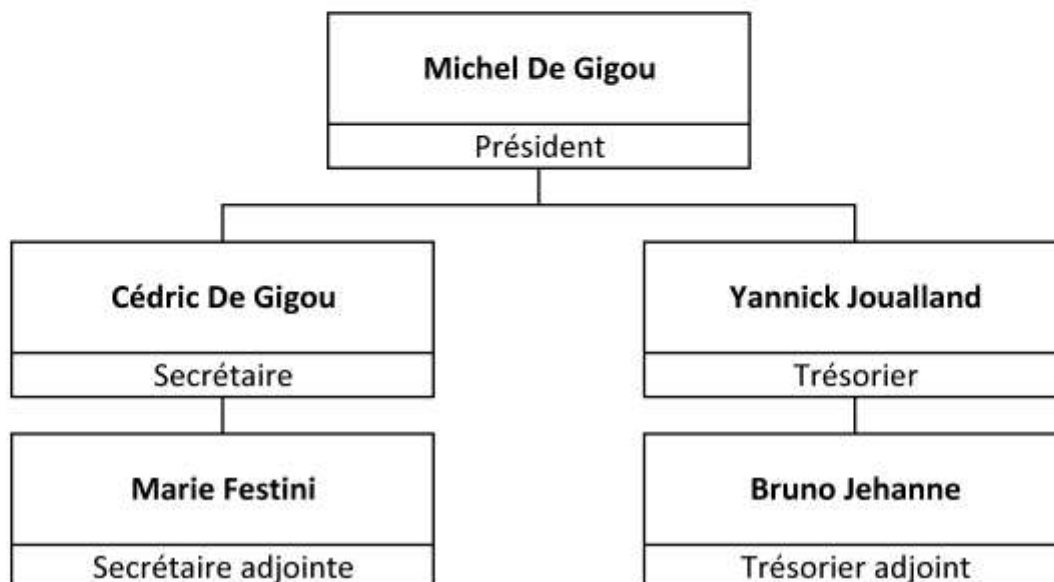 Michel De Gigou
Président
Cédric De Gigou
Secrétaire
Yannick Joualland
Trésorier
Marie Festini
Secrétaire adjointe
Bruno Jehanne
Trésorier adjoint